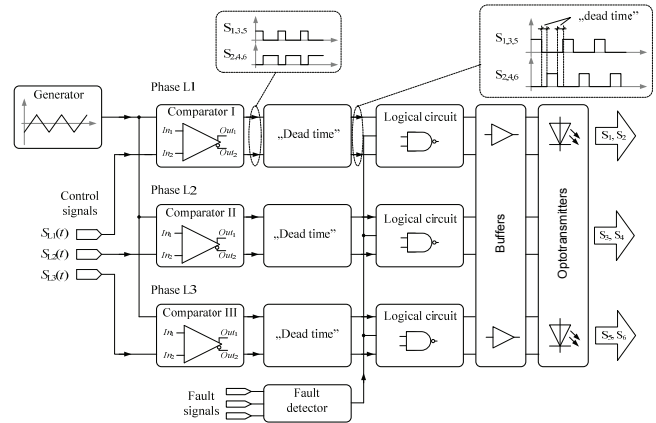 S1,3,5
S2,4,6
„dead time”
S1,3,5
S2,4,6
Phase L1
Generator
Comparator I
In1
Out1
In2
Out2
„Dead time”
Logical circuit
S1, S2
Control
signals
SL1(t)
SL2(t)
SL3(t)
Phase L2
Comparator II
In1
Out1
In2
Out2
„Dead time”
Logical circuit
Buffers
Optotransmitters
S3, S4
Phase L3
Comparator III
In1
Out1
In2
Out2
„Dead time”
Logical circuit
S5, S6
Fault
signals
Fault
detector